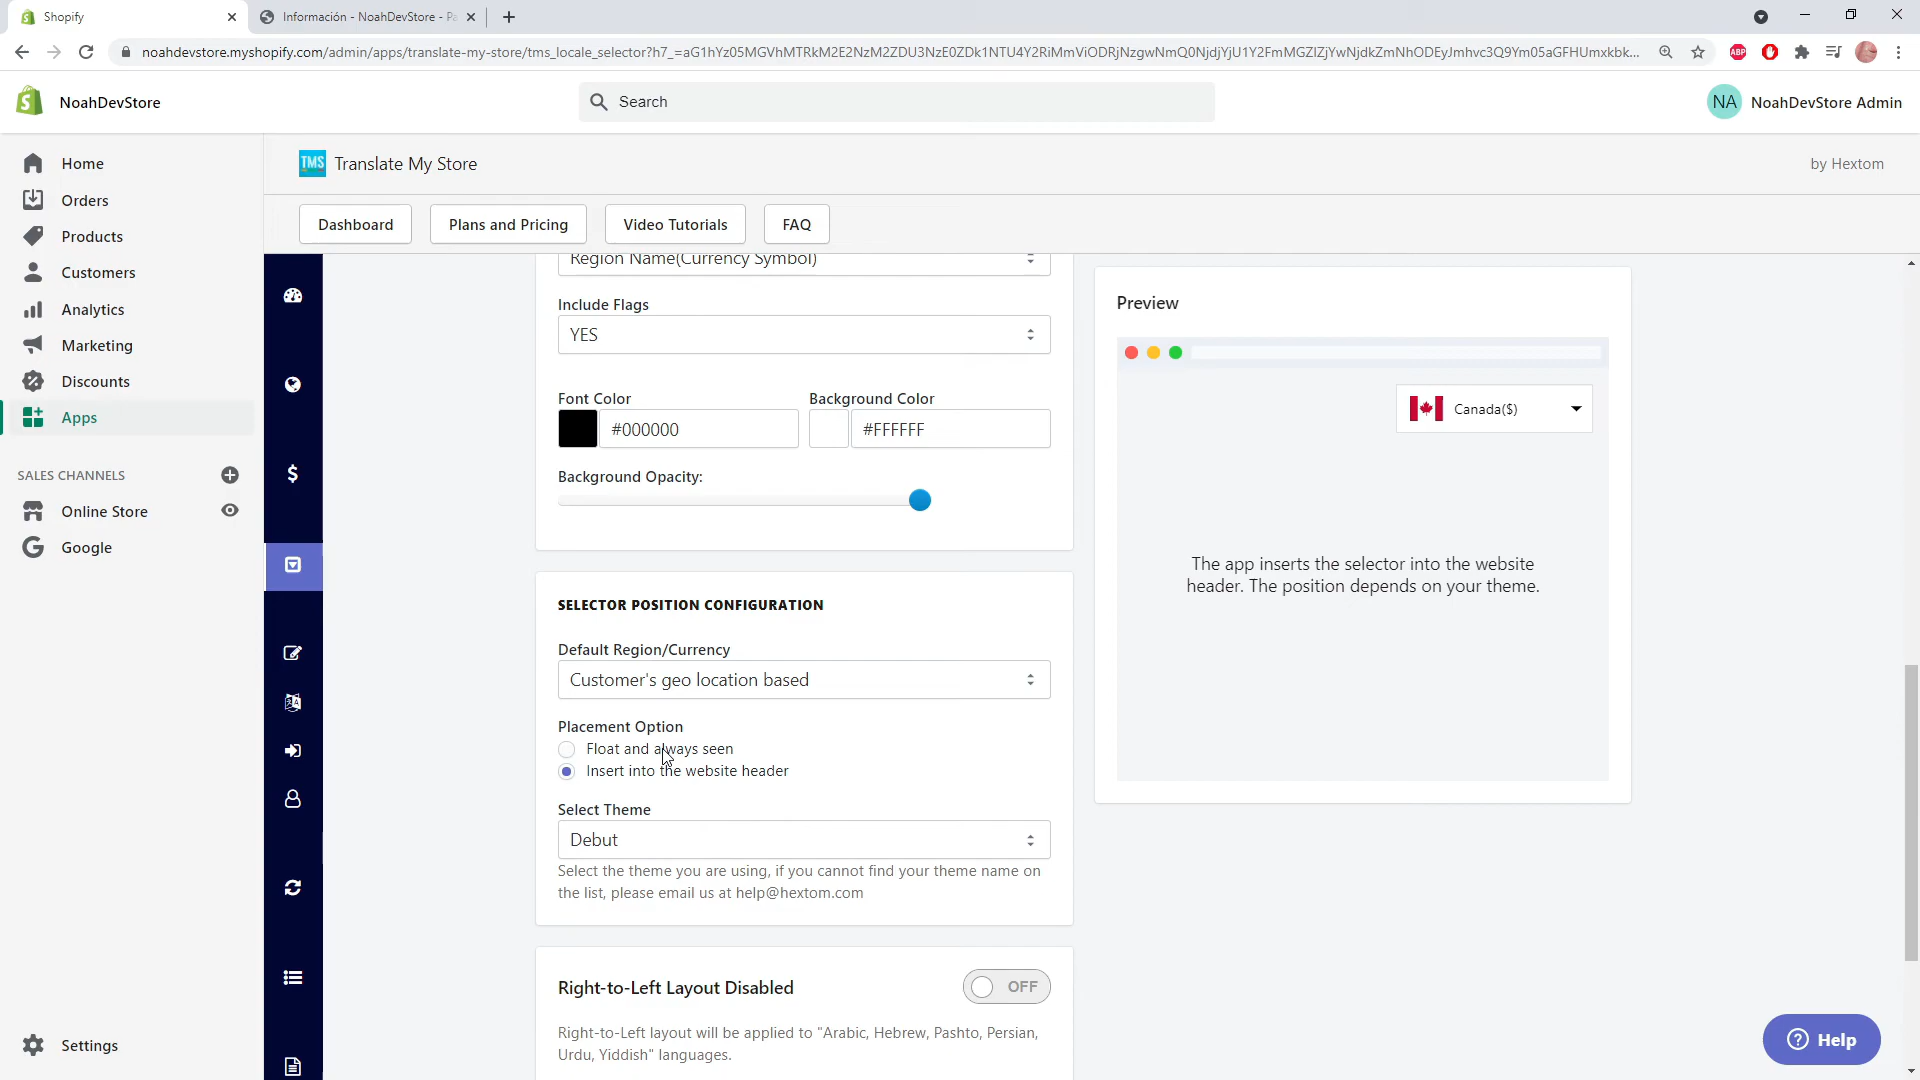 Shopify
Información - NoahDevStore - Pa
noahdevstore.myshopify.com/admin/apps/translate-my-store/tms_locale_selector?h7_=aG1hYz05MGVhMTRkM2E2NzM2ZDU3NzE0ZDk1NTU4Y2RiMmViODRjNzgwNmQ0NjdjYjU1Y2FmMGZlZjYwNjdkZmNhODEyJmhvc3Q9Ym05aGFHUmxkbk...
ABP
NoahDevStore
Search
NA
NoahDevStore Admin
Home
Orders
Products
Customers
Analytics
Marketing
Discounts
Apps
SALES CHANNELS
Online Store
Google
Settings
TMS
Translate My Store
by Hextom
Dashboard
Plans and Pricing
Video Tutorials
FAQ
Region Name(Currency Symbol)
Include Flags
YES
Font Color
Background Color
#000000
#FFFFFF
Background Opacity:
SELECTOR POSITION CONFIGURATION
Default Region/Currency
Customer's geo location based
Placement Option
Float and always seen
Insert into the website header
Select Theme
Debut
Select the theme you are using, if you cannot find your theme name on
the list, please email us at help@hextom.com
Right-to-Left Layout Disabled
OFF
Right-to-Left layout will be applied to "Arabic, Hebrew, Pashto, Persian,
Urdu, Yiddish" languages.
Preview
Canada($)
The app inserts the selector into the website
header. The position depends on your theme.
Help